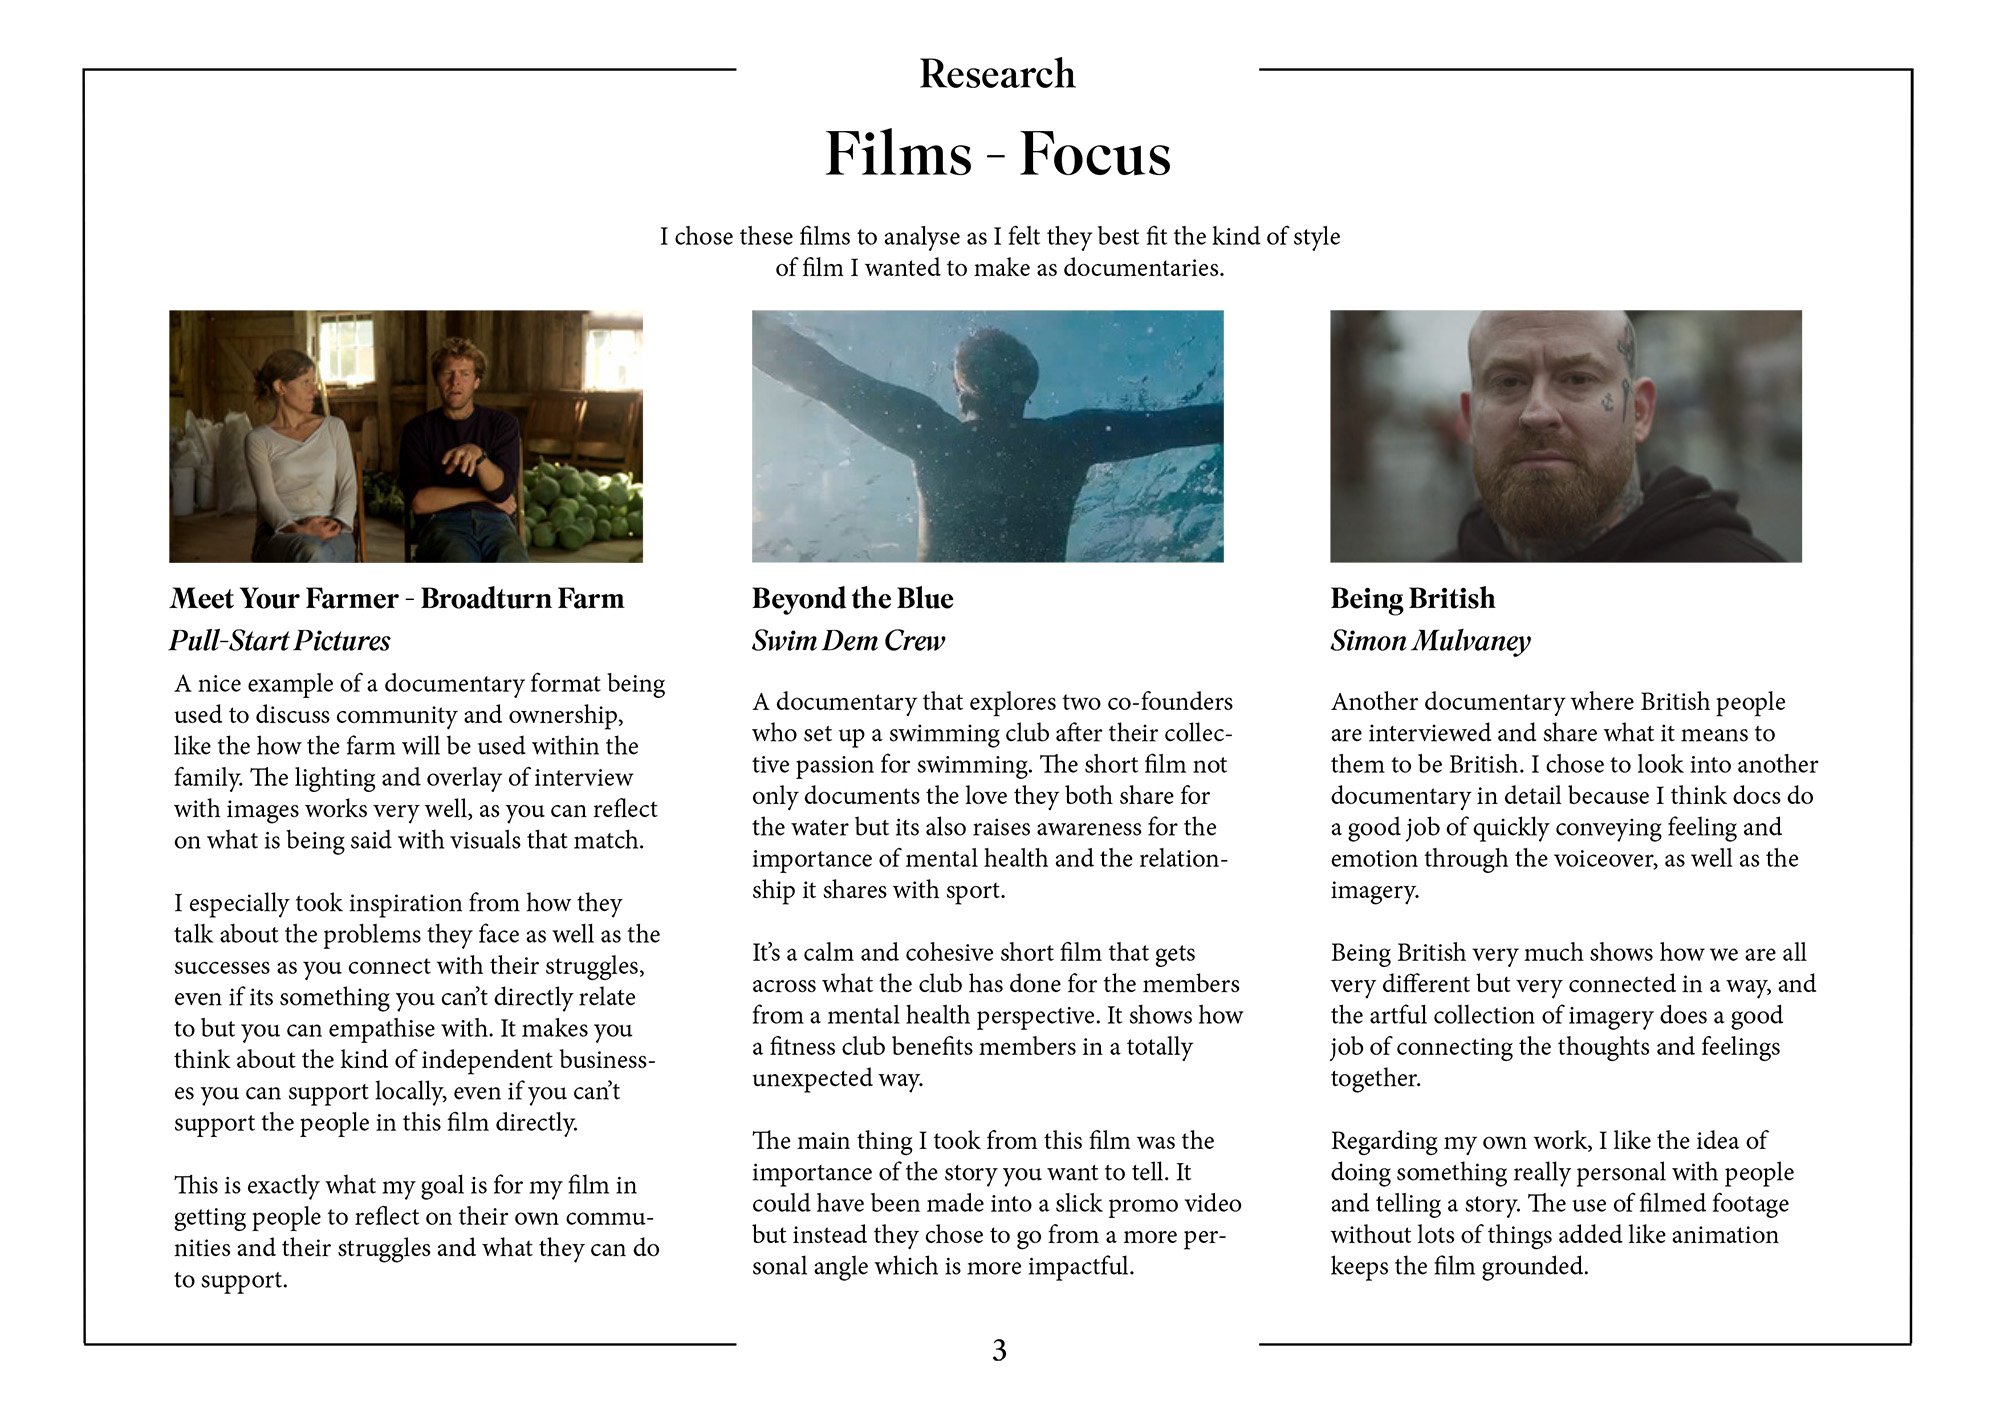 Research
Films - Focus
I chose these films to analyse as I felt they best fit the kind of style
of film I wanted to make as documentaries.
Meet Your Farmer - Broadturn Farm
Pull-Start Pictures
A nice example of a documentary format being
used to discuss community and ownership,
like the how the farm will be used within the
family. The lighting and overlay of interview
with images works very well, as you can reflect
on what is being said with visuals that match.
I especially took inspiration from how they
talk about the problems they face as well as the
successes as you connect with their struggles,
even if its something you can’t directly relate
to but you can empathise with. It makes you
think about the kind of independent business-
es you can support locally, even if you can’t
support the people in this film directly.
This is exactly what my goal is for my film in
getting people to reflect on their own commu-
nities and their struggles and what they can do
to support.
Beyond the Blue
Swim Dem Crew
A documentary that explores two co-founders
who set up a swimming club after their collec-
tive passion for swimming. The short film not
only documents the love they both share for
the water but its also raises awareness for the
importance of mental health and the relation-
ship it shares with sport.
It’s a calm and cohesive short film that gets
across what the club has done for the members
from a mental health perspective. It shows how
a fitness club benefits members in a totally
unexpected way.
The main thing I took from this film was the
importance of the story you want to tell. It
could have been made into a slick promo video
but instead they chose to go from a more per-
sonal angle which is more impactful.
Being British
Simon Mulvaney
Another documentary where British people
are interviewed and share what it means to
them to be British. I chose to look into another
documentary in detail because I think docs do
a good job of quickly conveying feeling and
emotion through the voiceover, as well as the
imagery.
Being British very much shows how we are all
very different but very connected in a way, and
the artful collection of imagery does a good
job of connecting the thoughts and feelings
together.
Regarding my own work, I like the idea of
doing something really personal with people
and telling a story. The use of filmed footage
without lots of things added like animation
keeps the film grounded.
3